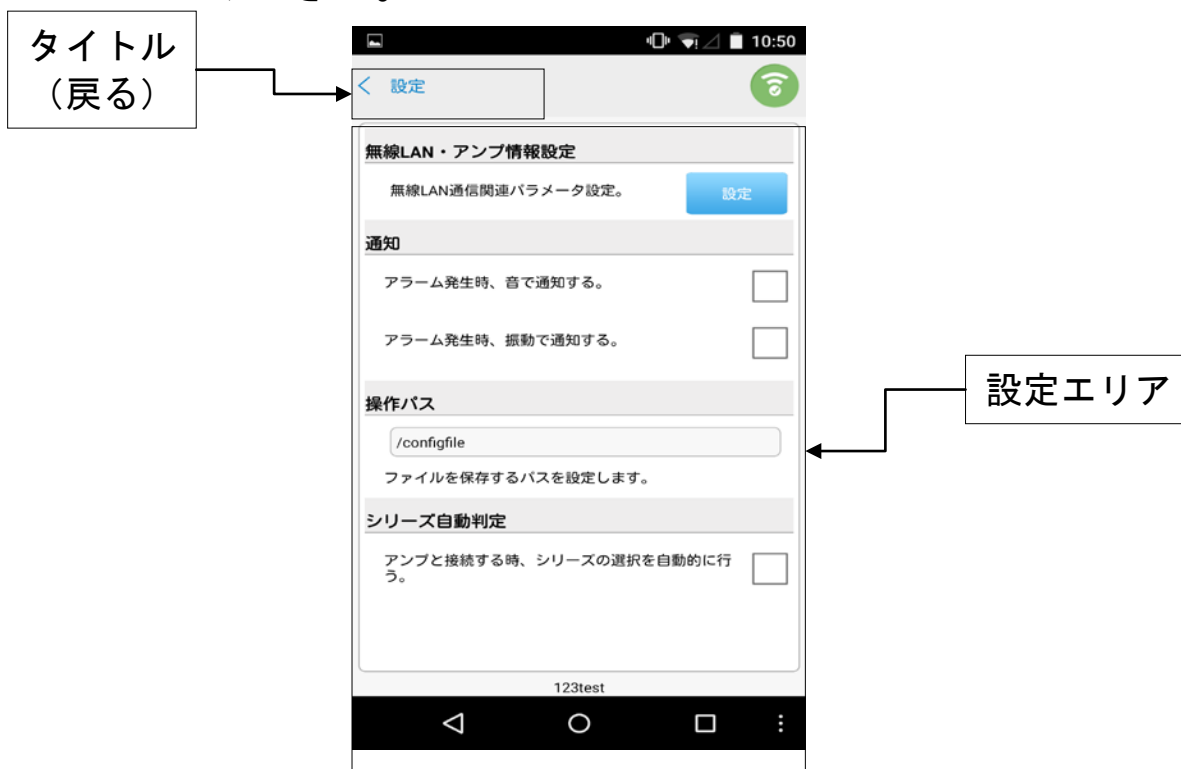 タイトル
（戻る）
10:50
設定
無線LAN・アンプ情報設定
無線LAN通信関連パラメータ設定。
設定
通知
アラーム発生時、音で通知する。
アラーム発生時、振動で通知する。
操作パス
/configfile
ファイルを保存するパスを設定します。
シリーズ自動判定
アンプと接続する時、シリーズの選択を自動的に行
う。
123test
設定エリア